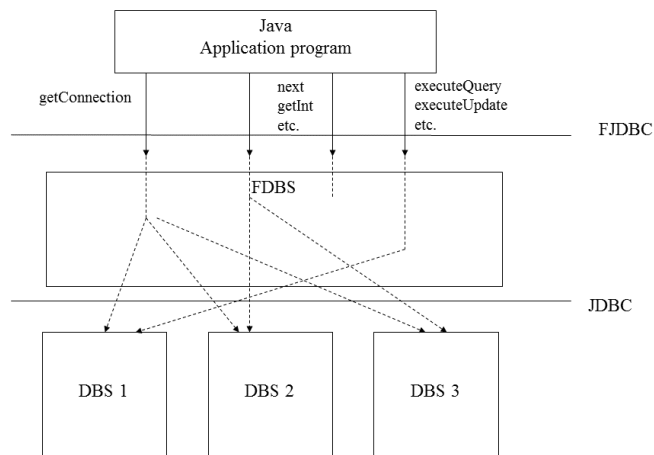 Java
Application program
getConnection
next
getInt
etc.
executeQuery
executeUpdate
etc.
FJDBC
FDBS
JDBC
DBS 1
DBS 2
DBS 3